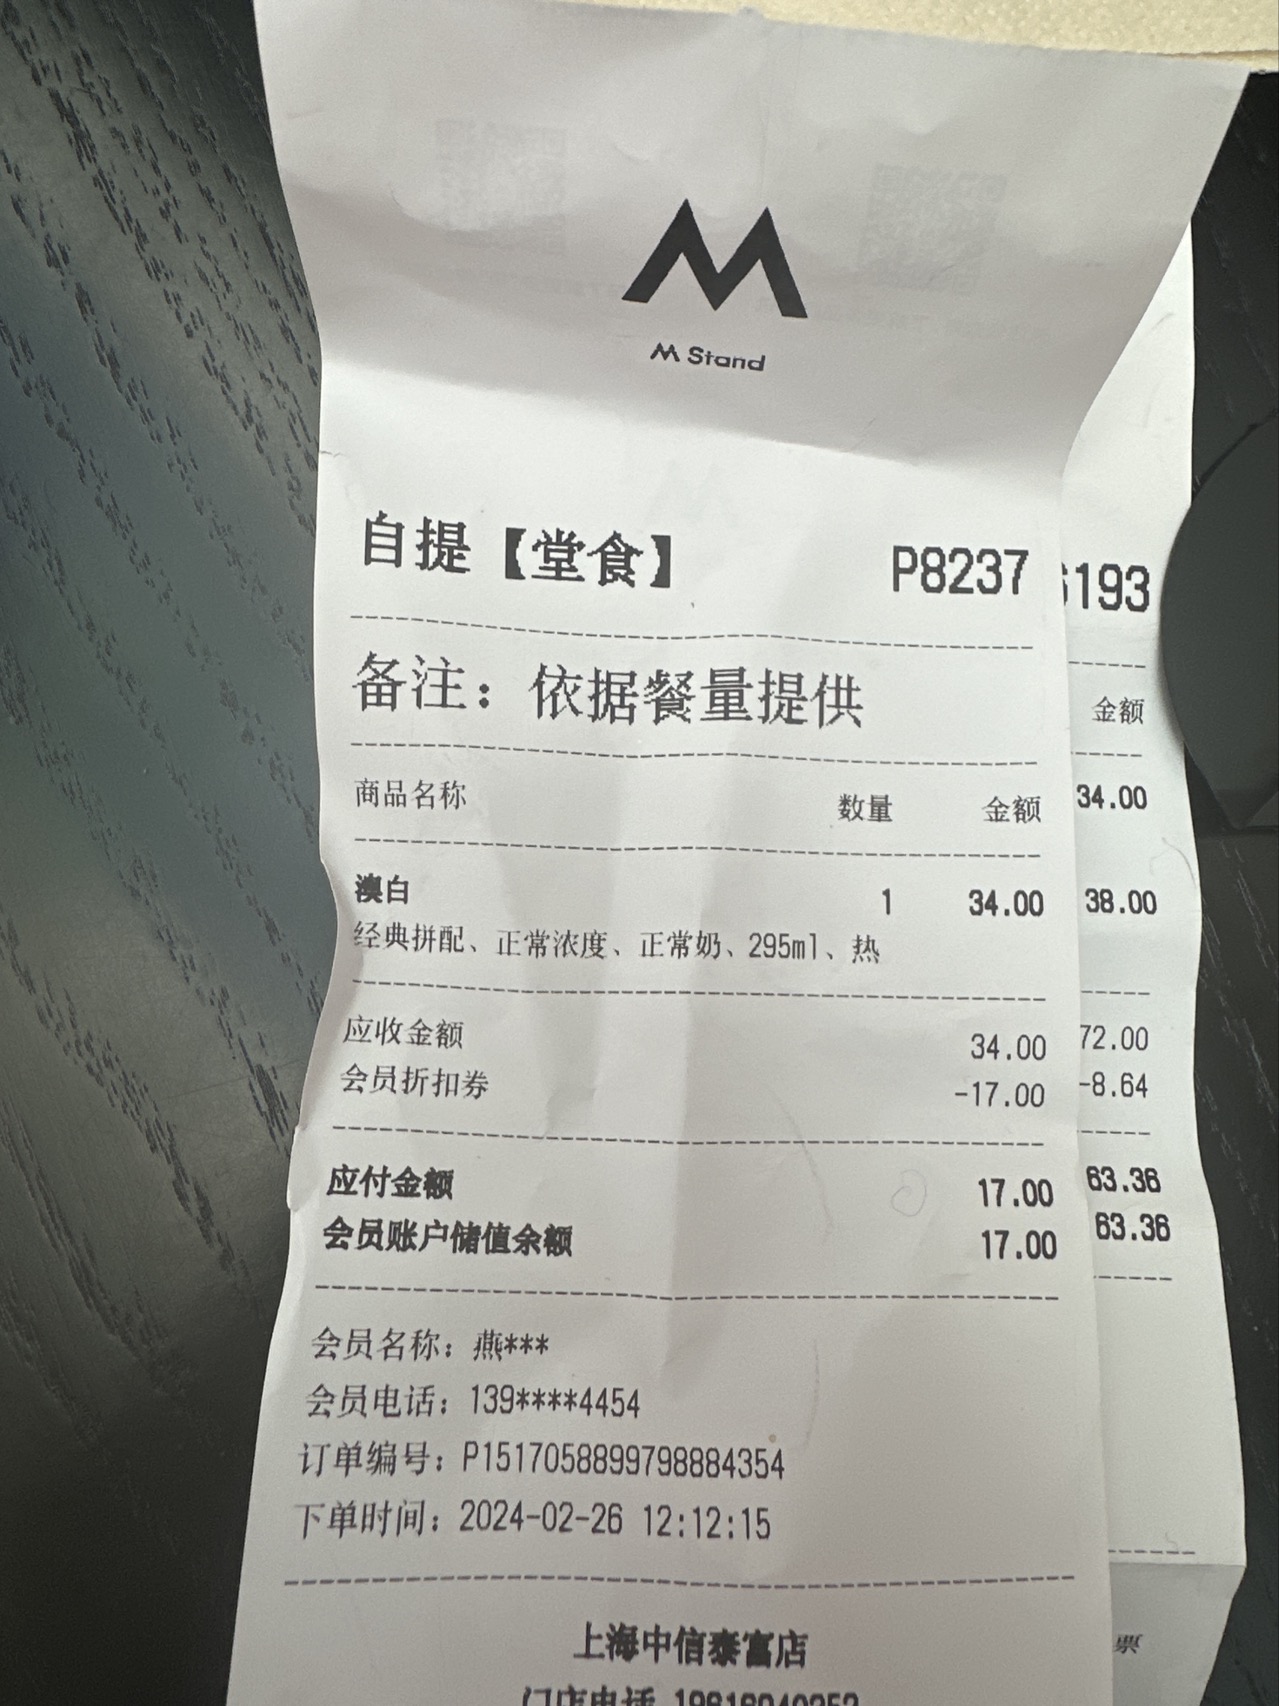 M Stand
自提【堂食】 P8237
备注：依据餐量提供
商品名称 数量 金额
澳白 1 34.00
经典拼配、正常浓度、正常奶、295ml、热
应收金额 34.00
会员折扣券 -17.00
应付金额 17.00
会员账户储值余额 17.00
会员名称：燕***
会员电话：139****4454
订单编号：P1517058899798884354
下单时间：2024-02-26 12:12:15
上海中信泰富店
门店电话
193
金额
34.00
38.00
72.00
-8.64
63.36
63.36
票